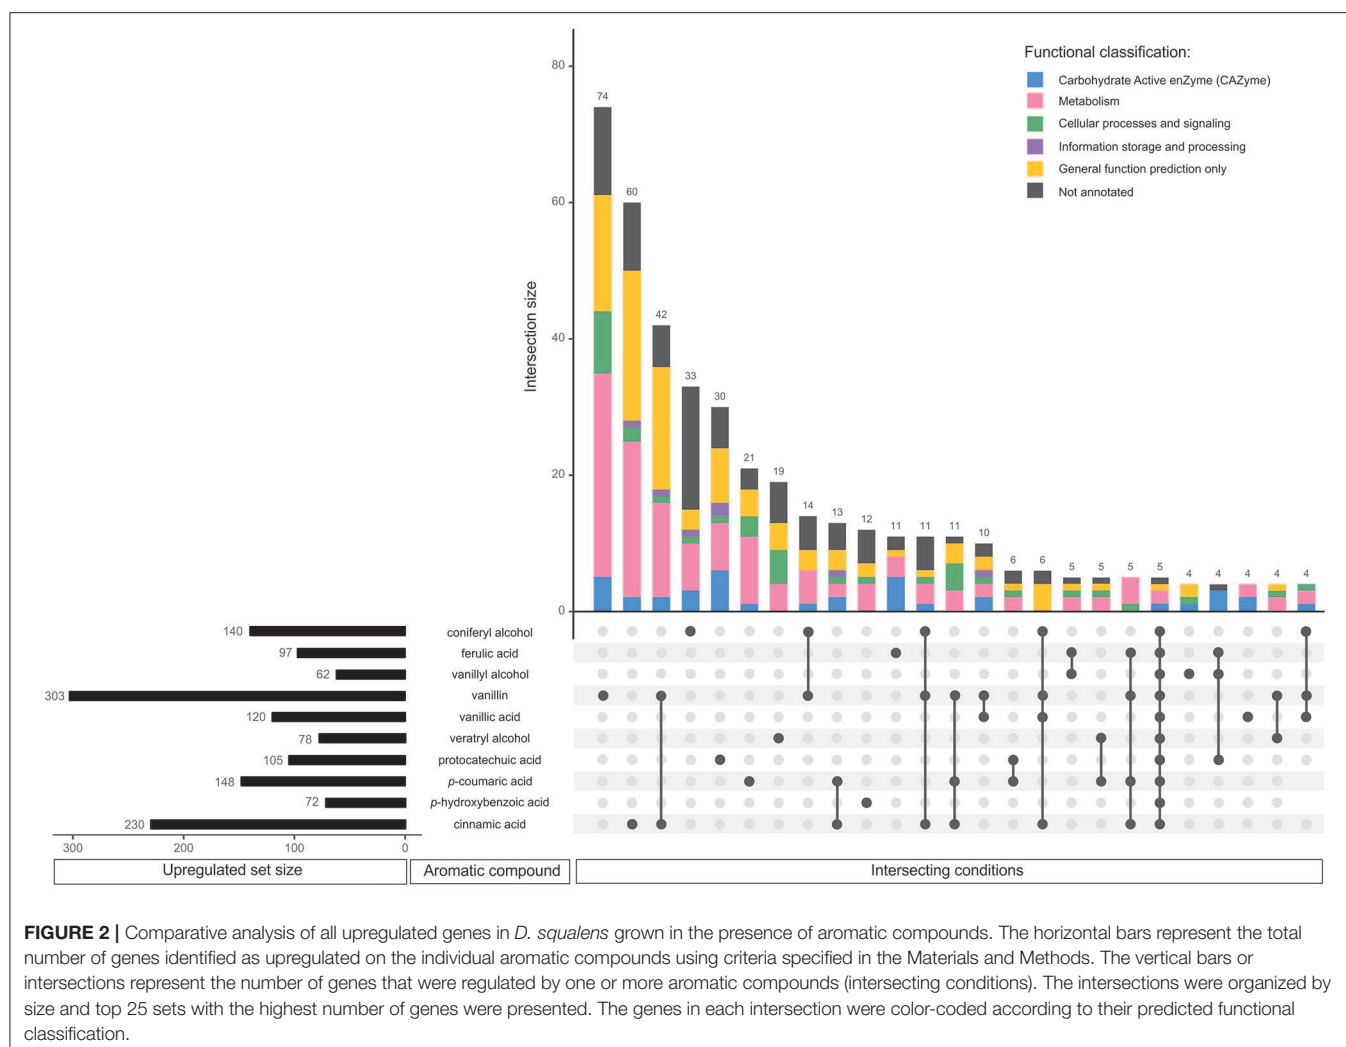 Functional classification:
Carbohydrate Active enZyme (CAZyme)
Metabolism
Cellular processes and signaling
Information storage and processing
General function prediction only
Not annotated
Intersection size
80
60
40
20
0
74
60
42
33
30
21
19
14
13
12
11
11
11
10
6
6
5
5
5
5
4
4
4
4
4
140 coniferyl alcohol
97 ferulic acid
62 vanillyl alcohol
303 vanillin
120 vanillic acid
78 veratryl alcohol
105 protocatechuic acid
148 p-coumaric acid
72 p-hydroxybenzoic acid
230 cinnamic acid
300 200 100 0
Upregulated set size Aromatic compound Intersecting conditions
FIGURE 2 | Comparative analysis of all upregulated genes in D. squalens grown in the presence of aromatic compounds. The horizontal bars represent the total
number of genes identified as upregulated on the individual aromatic compounds using criteria specified in the Materials and Methods. The vertical bars or
intersections represent the number of genes that were regulated by one or more aromatic compounds (intersecting conditions). The intersections were organized by
size and top 25 sets with the highest number of genes were presented. The genes in each intersection were color-coded according to their predicted functional
classification.